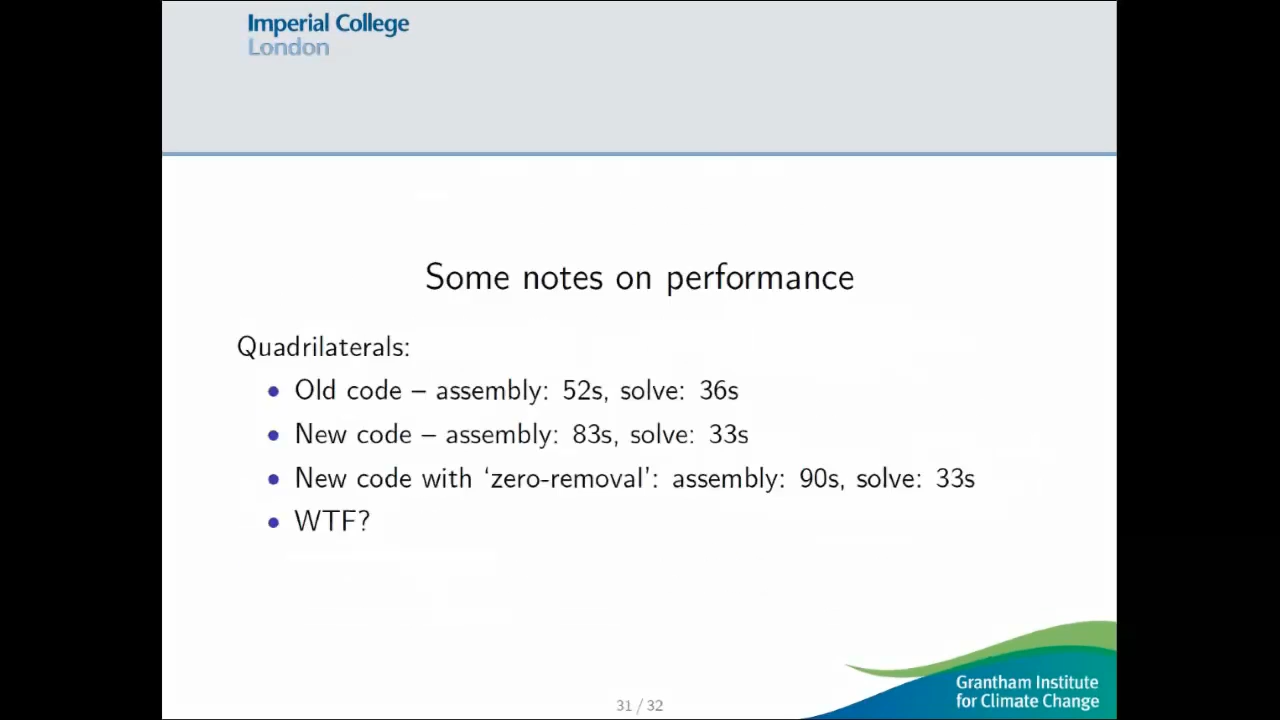 Imperial College
London
Some notes on performance
Quadrilaterals:
• Old code – assembly: 52s, solve: 36s
• New code – assembly: 83s, solve: 33s
• New code with ‘zero-removal’: assembly: 90s, solve: 33s
• WTF?
Grantham Institute
for Climate Change
31 / 32